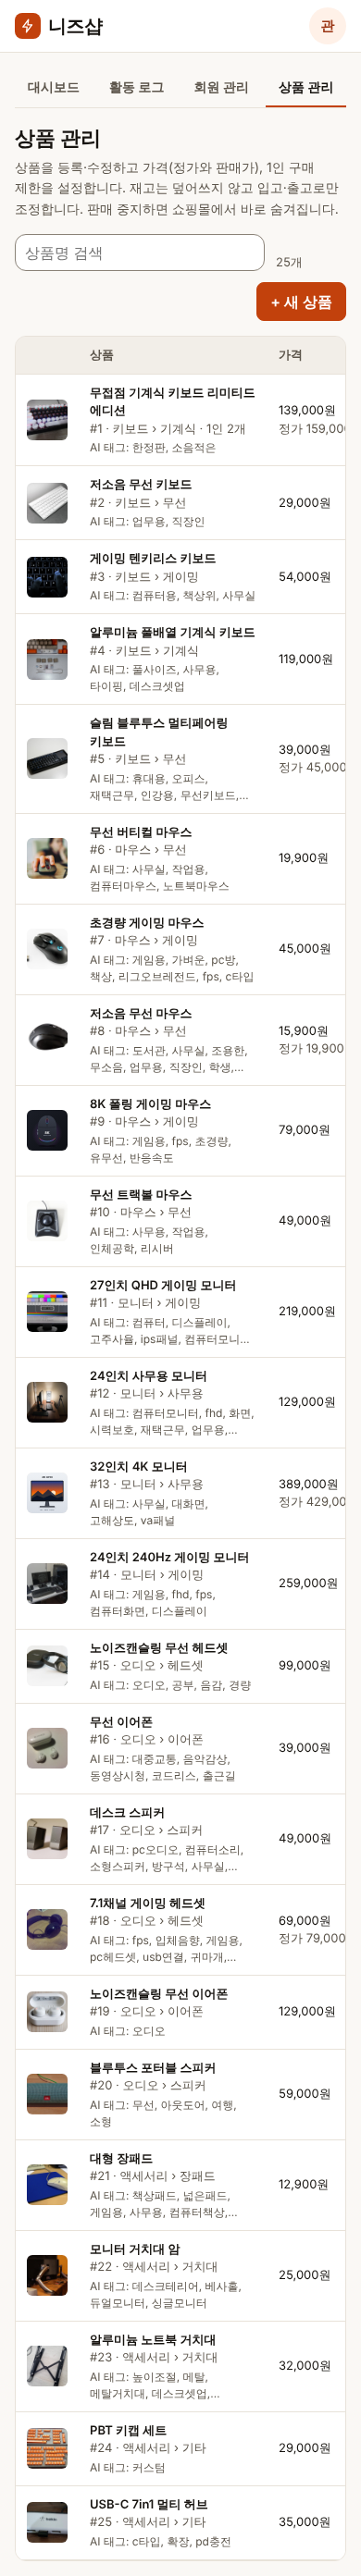 니즈샵
관
대시보드 활동 로그 회원 관리 상품 관리
상품 관리
상품을 등록·수정하고 가격(정가와 판매가), 1인 구매
제한을 설정합니다. 재고는 덮어쓰지 않고 입고·출고로만
조정합니다. 판매 중지하면 쇼핑몰에서 바로 숨겨집니다.
상품명 검색
25개
+ 새 상품
상품 가격
무접점 기계식 키보드 리미티드
에디션
#1 · 키보드 › 기계식 · 1인 2개
AI 태그: 한정판, 소음적은
139,000원
정가 159,00
저소음 무선 키보드
#2 · 키보드 › 무선
AI 태그: 업무용, 직장인
29,000원
게이밍 텐키리스 키보드
#3 · 키보드 › 게이밍
AI 태그: 컴퓨터용, 책상위, 사무실
54,000원
알루미늄 풀배열 기계식 키보드
#4 · 키보드 › 기계식
AI 태그: 풀사이즈, 사무용,
타이핑, 데스크셋업
119,000원
슬림 블루투스 멀티페어링
키보드
#5 · 키보드 › 무선
AI 태그: 휴대용, 오피스,
재택근무, 인강용, 무선키보드,...
39,000원
정가 45,000
무선 버티컬 마우스
#6 · 마우스 › 무선
AI 태그: 사무실, 작업용,
컴퓨터마우스, 노트북마우스
19,900원
초경량 게이밍 마우스
#7 · 마우스 › 게이밍
AI 태그: 게임용, 가벼운, pc방,
책상, 리그오브레전드, fps, c타입
45,000원
저소음 무선 마우스
#8 · 마우스 › 무선
AI 태그: 도서관, 사무실, 조용한,
무소음, 업무용, 직장인, 학생,...
15,900원
정가 19,900
8K 폴링 게이밍 마우스
#9 · 마우스 › 게이밍
AI 태그: 게임용, fps, 초경량,
유무선, 반응속도
79,000원
무선 트랙볼 마우스
#10 · 마우스 › 무선
AI 태그: 사무용, 작업용,
인체공학, 리시버
49,000원
27인치 QHD 게이밍 모니터
#11 · 모니터 › 게이밍
AI 태그: 컴퓨터, 디스플레이,
고주사율, ips패널, 컴퓨터모니...
219,000원
24인치 사무용 모니터
#12 · 모니터 › 사무용
AI 태그: 컴퓨터모니터, fhd, 화면,
시력보호, 재택근무, 업무용,...
129,000원
32인치 4K 모니터
#13 · 모니터 › 사무용
AI 태그: 사무실, 대화면,
고해상도, va패널
389,000원
정가 429,00
24인치 240Hz 게이밍 모니터
#14 · 모니터 › 게이밍
AI 태그: 게임용, fhd, fps,
컴퓨터화면, 디스플레이
259,000원
노이즈캔슬링 무선 헤드셋
#15 · 오디오 › 헤드셋
AI 태그: 오디오, 공부, 음감, 경량
99,000원
무선 이어폰
#16 · 오디오 › 이어폰
AI 태그: 대중교통, 음악감상,
동영상시청, 코드리스, 출근길
39,000원
데스크 스피커
#17 · 오디오 › 스피커
AI 태그: pc오디오, 컴퓨터소리,
소형스피커, 방구석, 사무실,...
49,000원
7.1채널 게이밍 헤드셋
#18 · 오디오 › 헤드셋
AI 태그: fps, 입체음향, 게임용,
pc헤드셋, usb연결, 귀마개,...
69,000원
정가 79,000
노이즈캔슬링 무선 이어폰
#19 · 오디오 › 이어폰
AI 태그: 오디오
129,000원
블루투스 포터블 스피커
#20 · 오디오 › 스피커
AI 태그: 무선, 아웃도어, 여행,
소형
59,000원
대형 장패드
#21 · 액세서리 › 장패드
AI 태그: 책상패드, 넓은패드,
게임용, 사무용, 컴퓨터책상,...
12,900원
모니터 거치대 암
#22 · 액세서리 › 거치대
AI 태그: 데스크테리어, 베사홀,
듀얼모니터, 싱글모니터
25,000원
알루미늄 노트북 거치대
#23 · 액세서리 › 거치대
AI 태그: 높이조절, 메탈,
메탈거치대, 데스크셋업,...
32,000원
PBT 키캡 세트
#24 · 액세서리 › 기타
AI 태그: 커스텀
29,000원
USB-C 7in1 멀티 허브
#25 · 액세서리 › 기타
AI 태그: c타입, 확장, pd충전
35,000원